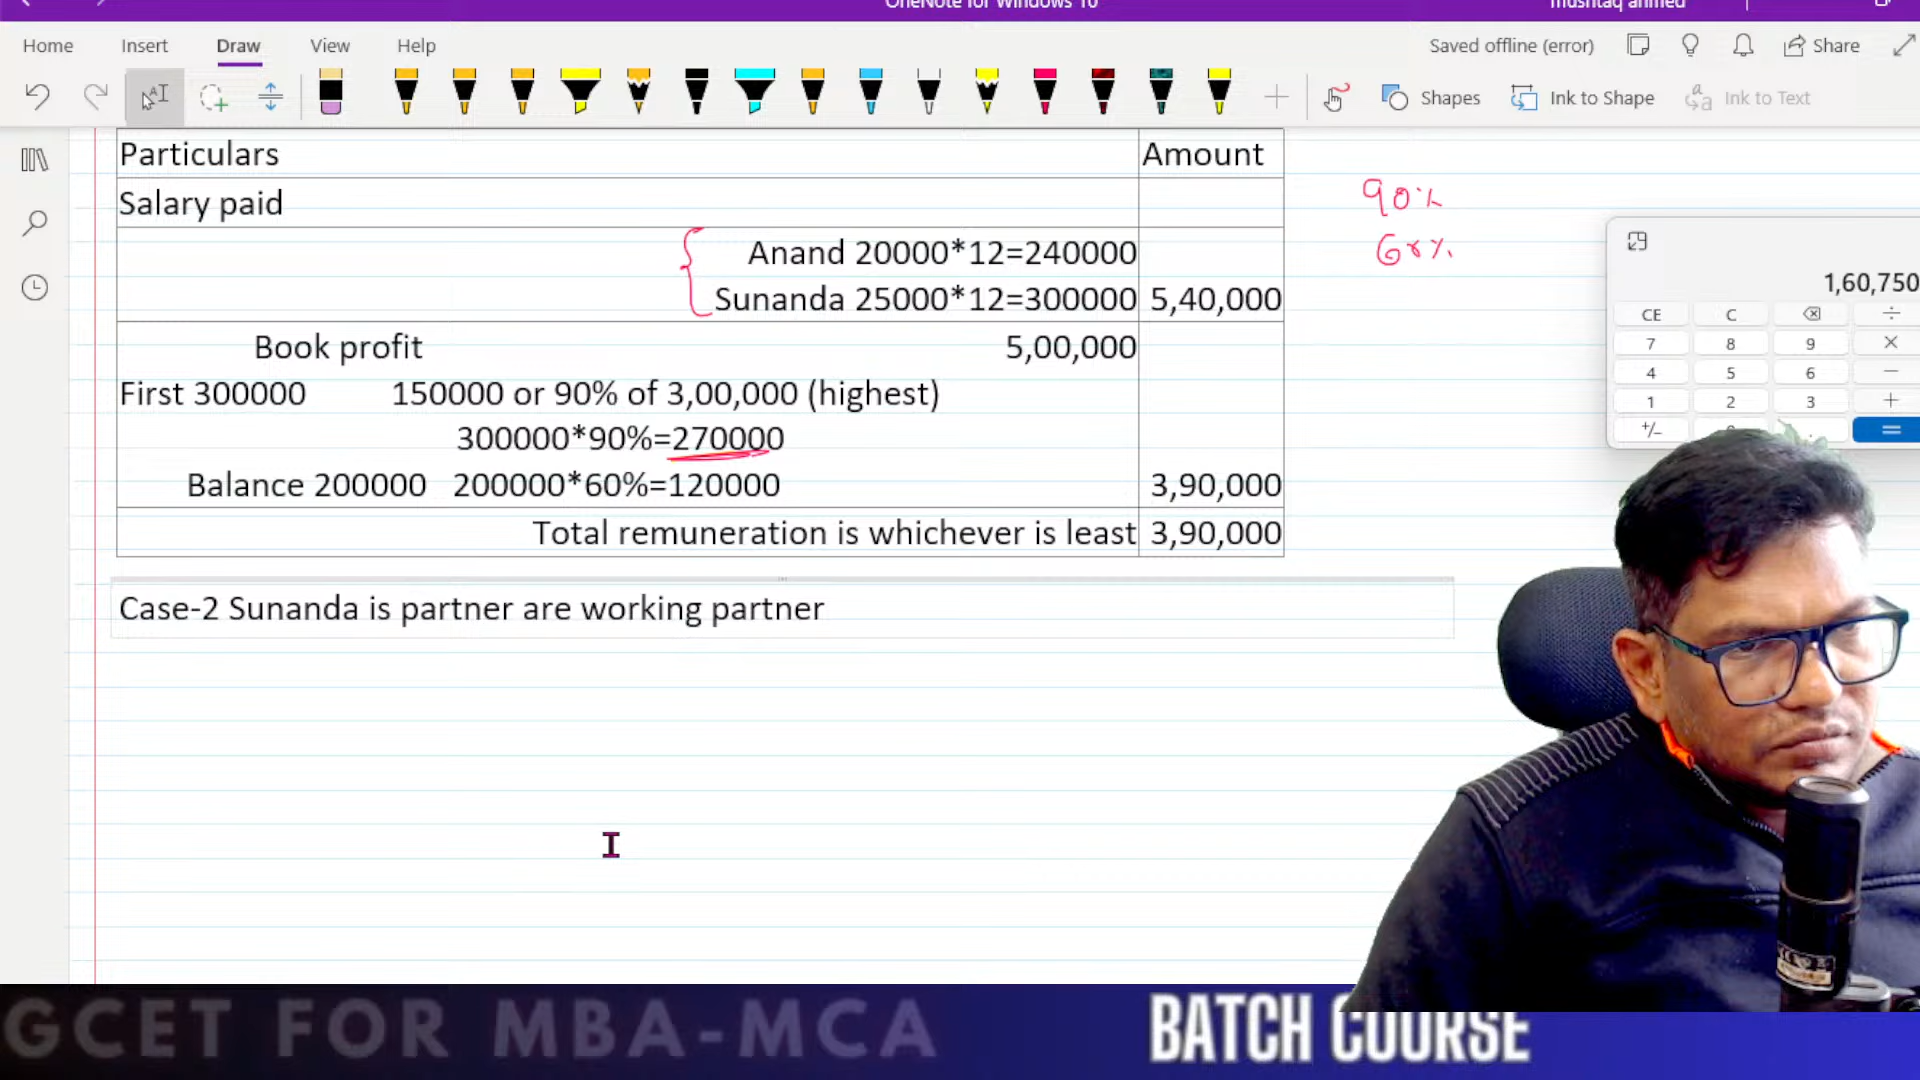 OneNote for Windows 10
mushtaq ahmed
Home Insert Draw View Help
Saved offline (error) Share
Shapes Ink to Shape Ink to Text
Particulars Amount
Salary paid
Anand 20000*12=240000
Sunanda 25000*12=300000 5,40,000
Book profit 5,00,000
First 300000 150000 or 90% of 3,00,000 (highest)
300000*90%=270000
Balance 200000 200000*60%=120000 3,90,000
Total remuneration is whichever is least 3,90,000
90%
60%
1,60,750
CE C ⌫ ÷
7 8 9 ×
4 5 6 −
1 2 3 +
+/− . =
Case-2 Sunanda is partner are working partner
GCET FOR MBA-MCA
BATCH COURSE